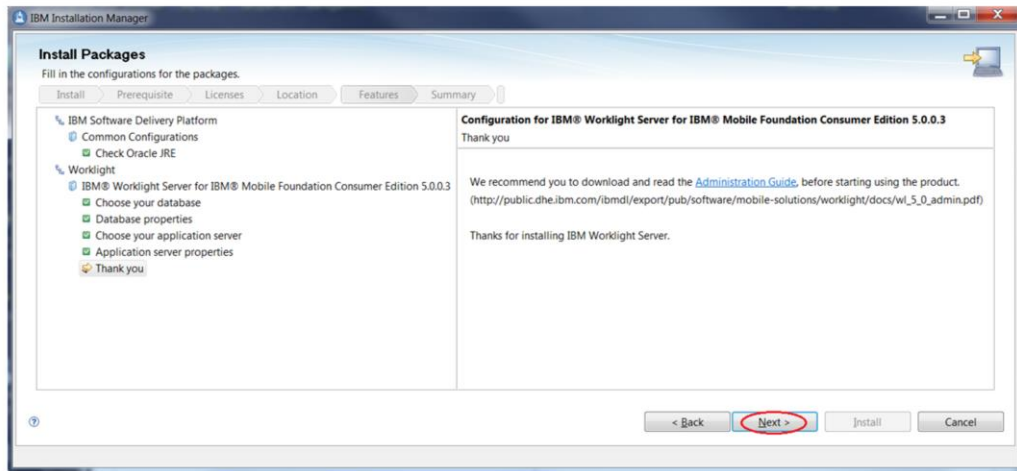 IBM Installation Manager
Install Packages
Fill in the configurations for the packages.
Install Prerequisite Licenses Location Features Summary
IBM Software Delivery Platform
Common Configurations
Check Oracle JRE
Worklight
IBM® Worklight Server for IBM® Mobile Foundation Consumer Edition 5.0.0.3
Choose your database
Database properties
Choose your application server
Application server properties
Thank you
Configuration for IBM® Worklight Server for IBM® Mobile Foundation Consumer Edition 5.0.0.3
Thank you
We recommend you to download and read the Administration Guide, before starting using the product.
(http://public.dhe.ibm.com/ibmdl/export/pub/software/mobile-solutions/worklight/docs/wl_5_0_admin.pdf)
Thanks for installing IBM Worklight Server.
?
< Back Next > Install Cancel